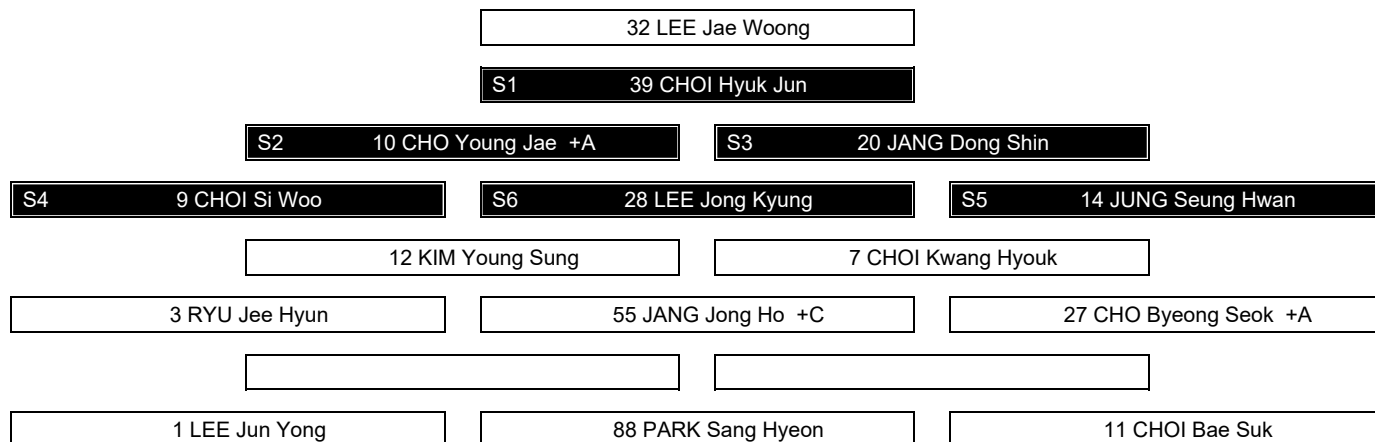 32 LEE Jae Woong
S1 39 CHOI Hyuk Jun
S2 10 CHO Young Jae +A S3 20 JANG Dong Shin
S4 9 CHOI Si Woo S6 28 LEE Jong Kyung S5 14 JUNG Seung Hwan
12 KIM Young Sung 7 CHOI Kwang Hyouk
3 RYU Jee Hyun 55 JANG Jong Ho +C 27 CHO Byeong Seok +A
1 LEE Jun Yong 88 PARK Sang Hyeon 11 CHOI Bae Suk